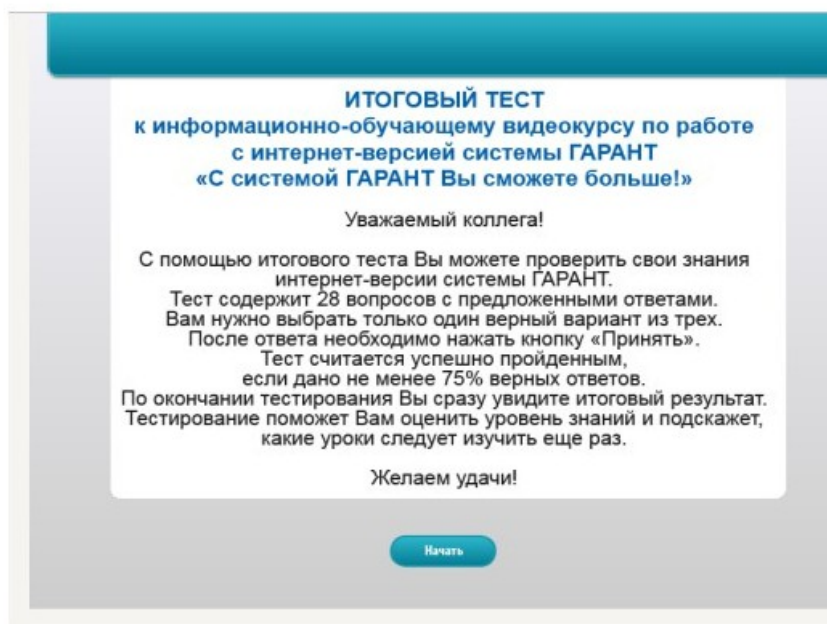 ИТОГОВЫЙ ТЕСТ
к информационно-обучающему видеокурсу по работе
с интернет-версией системы ГАРАНТ
«С системой ГАРАНТ Вы сможете больше!»
Уважаемый коллега!
С помощью итогового теста Вы можете проверить свои знания
интернет-версии системы ГАРАНТ.
Тест содержит 28 вопросов с предложенными ответами.
Вам нужно выбрать только один верный вариант из трех.
После ответа необходимо нажать кнопку «Принять».
Тест считается успешно пройденным,
если дано не менее 75% верных ответов.
По окончании тестирования Вы сразу увидите итоговый результат.
Тестирование поможет Вам оценить уровень знаний и подскажет,
какие уроки следует изучить еще раз.
Желаем удачи!
Начать